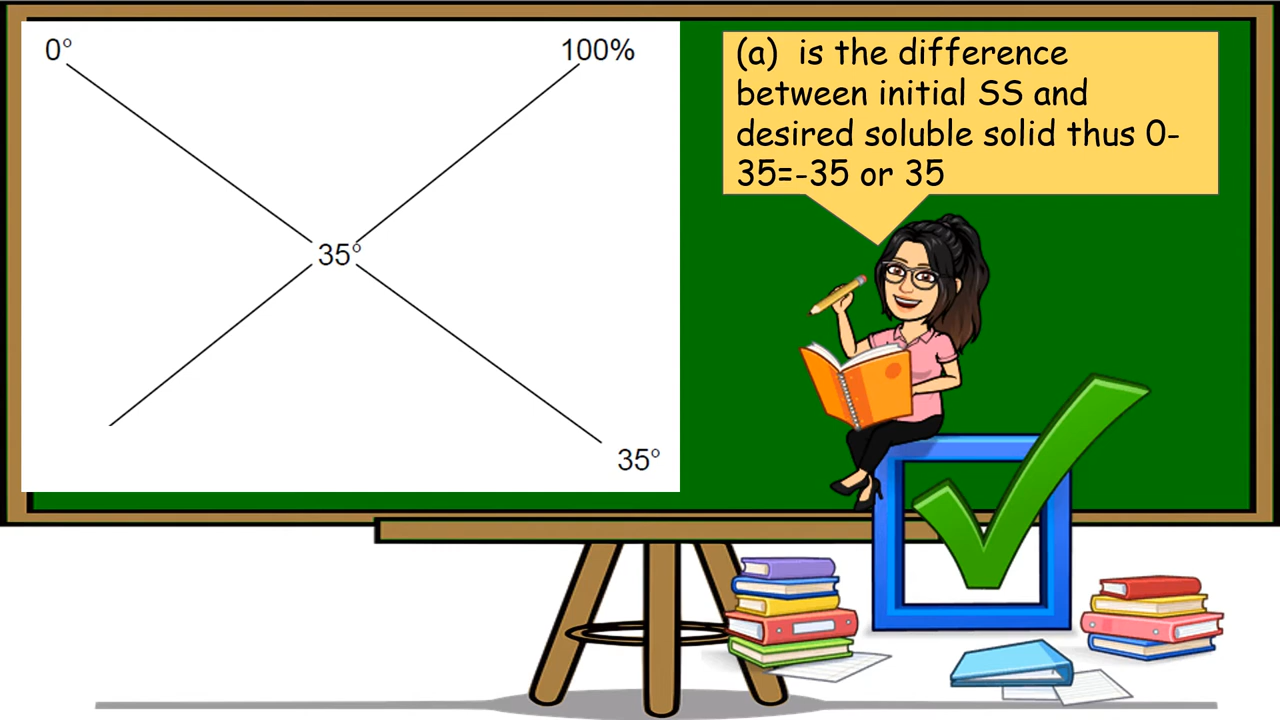 0° 100%
35°
35°
(a) is the difference
between initial SS and
desired soluble solid thus 0-
35=-35 or 35